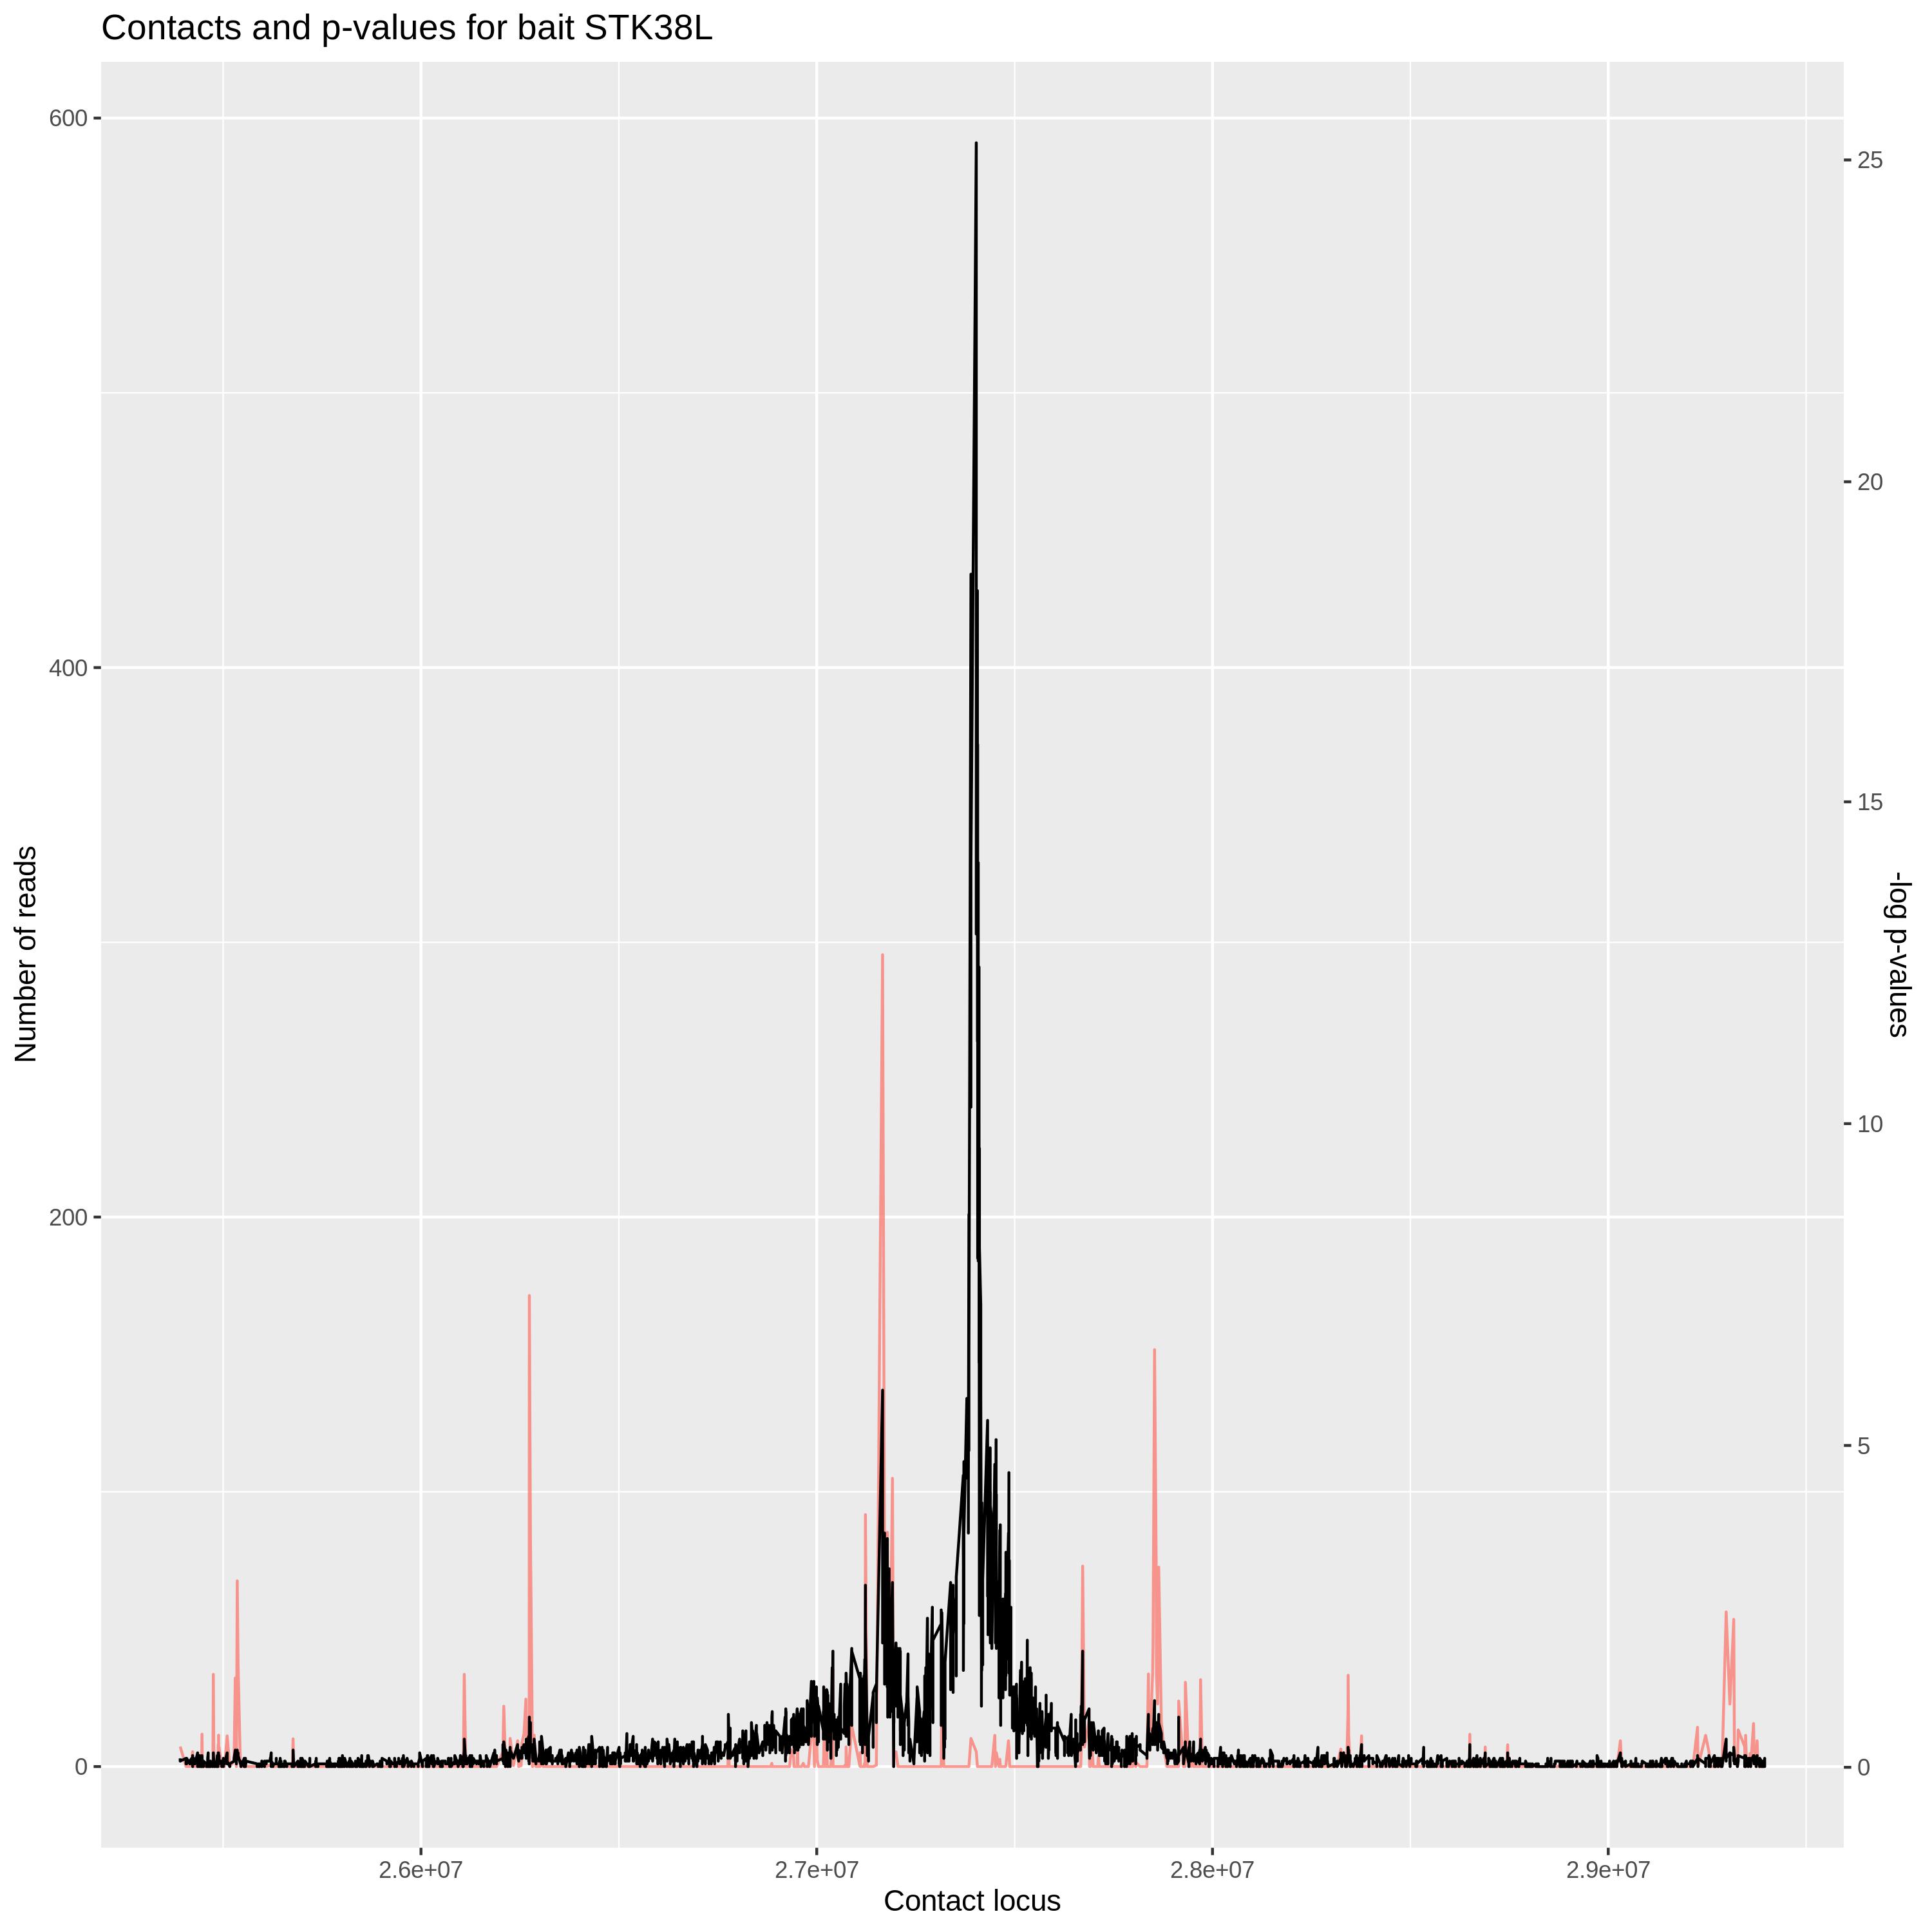 Contacts and p-values for bait STK38L
600
400
200
0
25
20
15
10
5
0
Number of reads
-log p-values
2.6e+07
2.7e+07
2.8e+07
2.9e+07
Contact locus